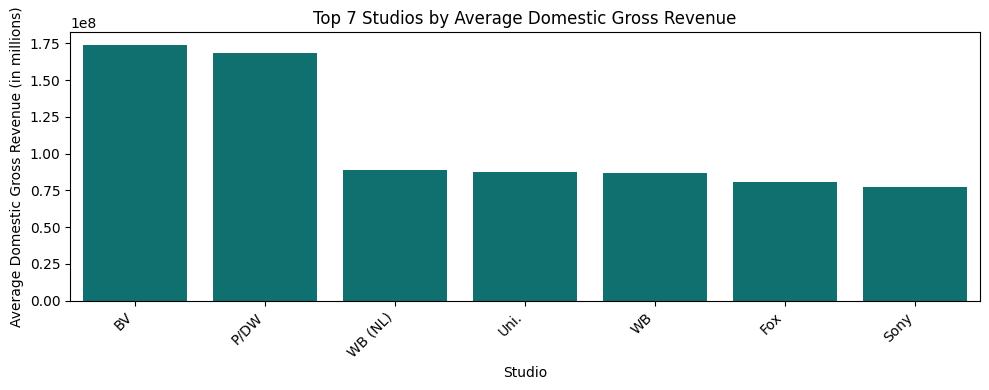 Top 7 Studios by Average Domestic Gross Revenue
1e8
Average Domestic Gross Revenue (in millions)
1.75
1.50
1.25
1.00
0.75
0.50
0.25
0.00
BV
P/DW
WB (NL)
Uni.
WB
Fox
Sony
Studio